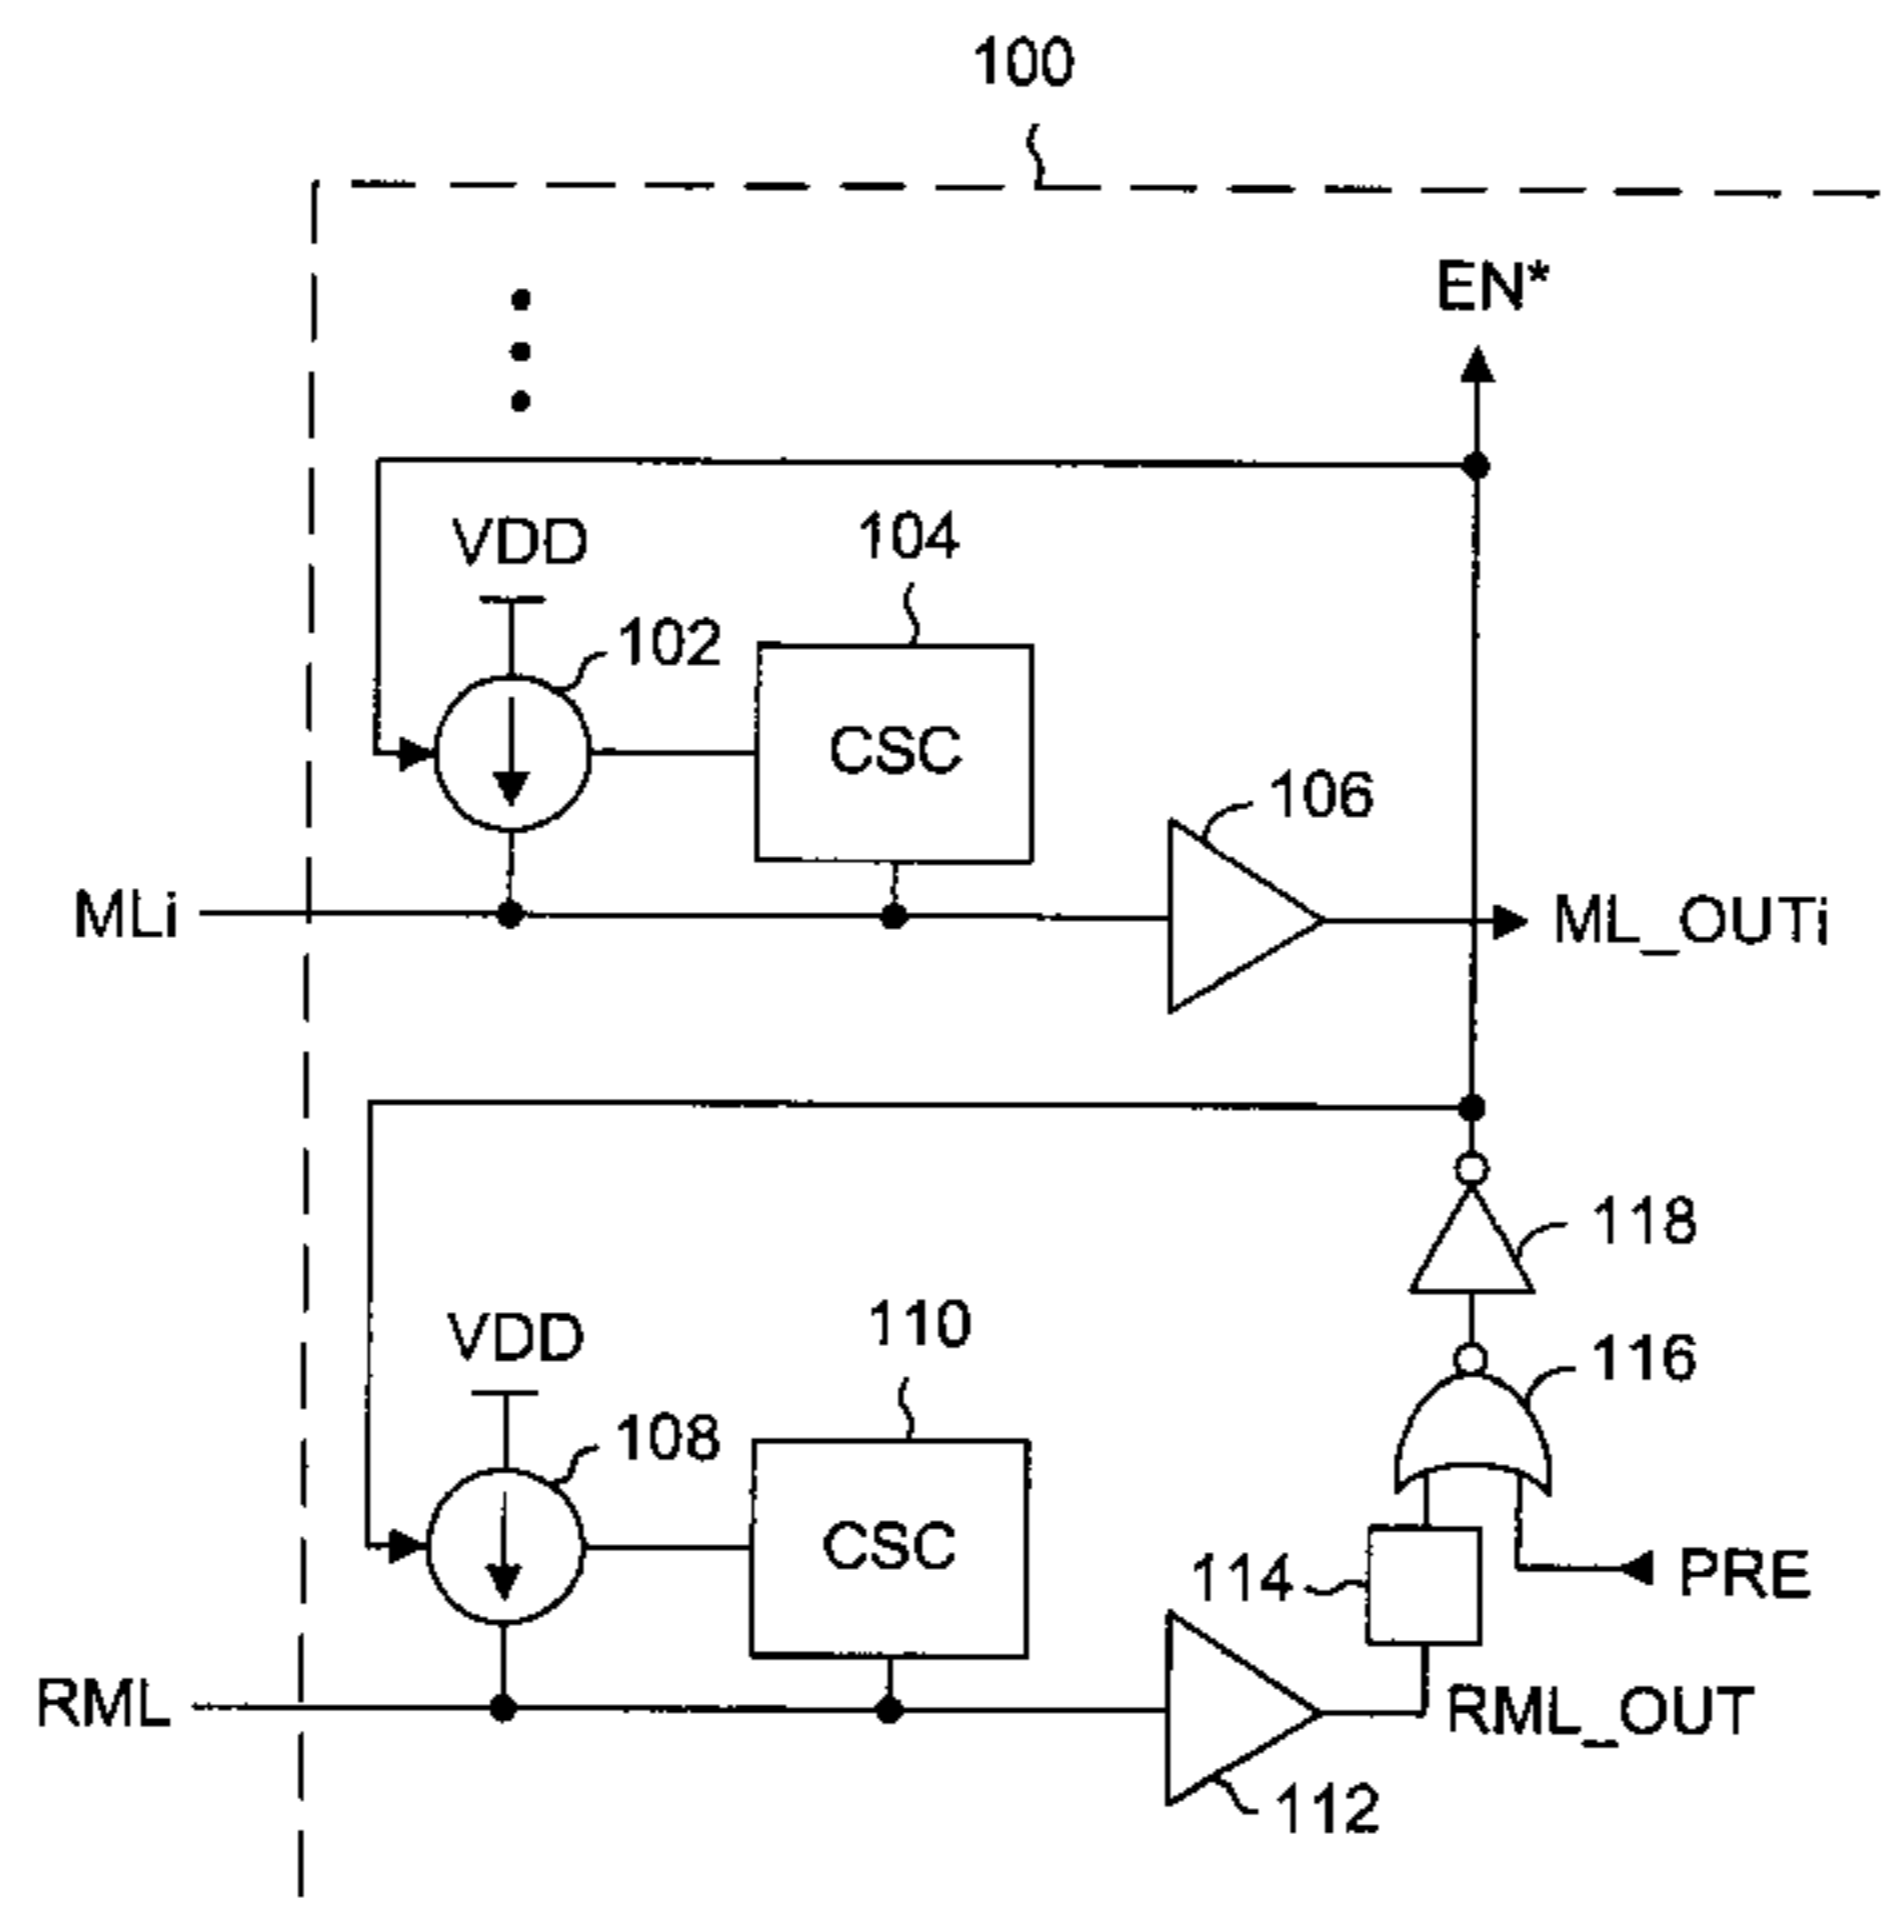 100
EN*
VDD
104
102
CSC
106
MLi
ML_OUTi
118
110
VDD
116
108
CSC
114
PRE
RML
RML_OUT
112